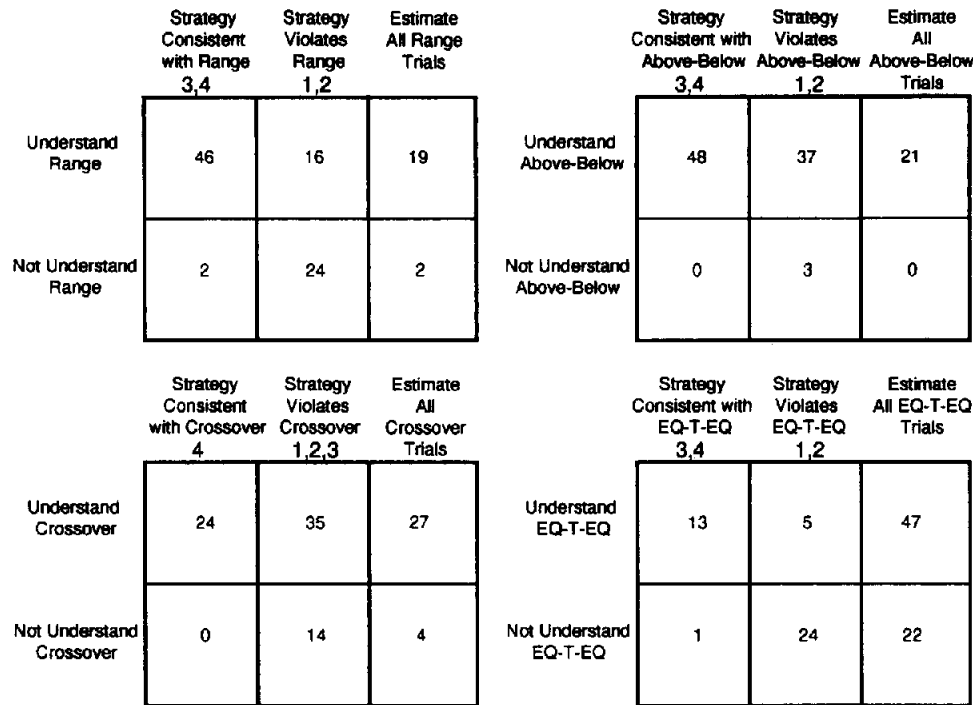 Strategy Consistent with Range 3,4
Strategy Violates Range 1,2
Estimate All Range Trials
Understand Range
46 16 19
Not Understand Range
2 24 2
Strategy Consistent with Above-Below 3,4
Strategy Violates Above-Below 1,2
Estimate All Above-Below Trials
Understand Above-Below
48 37 21
Not Understand Above-Below
0 3 0
Strategy Consistent with Crossover 4
Strategy Violates Crossover 1,2,3
Estimate All Crossover Trials
Understand Crossover
24 35 27
Not Understand Crossover
0 14 4
Strategy Consistent with EQ-T-EQ 3,4
Strategy Violates EQ-T-EQ 1,2
Estimate All EQ-T-EQ Trials
Understand EQ-T-EQ
13 5 47
Not Understand EQ-T-EQ
1 24 22